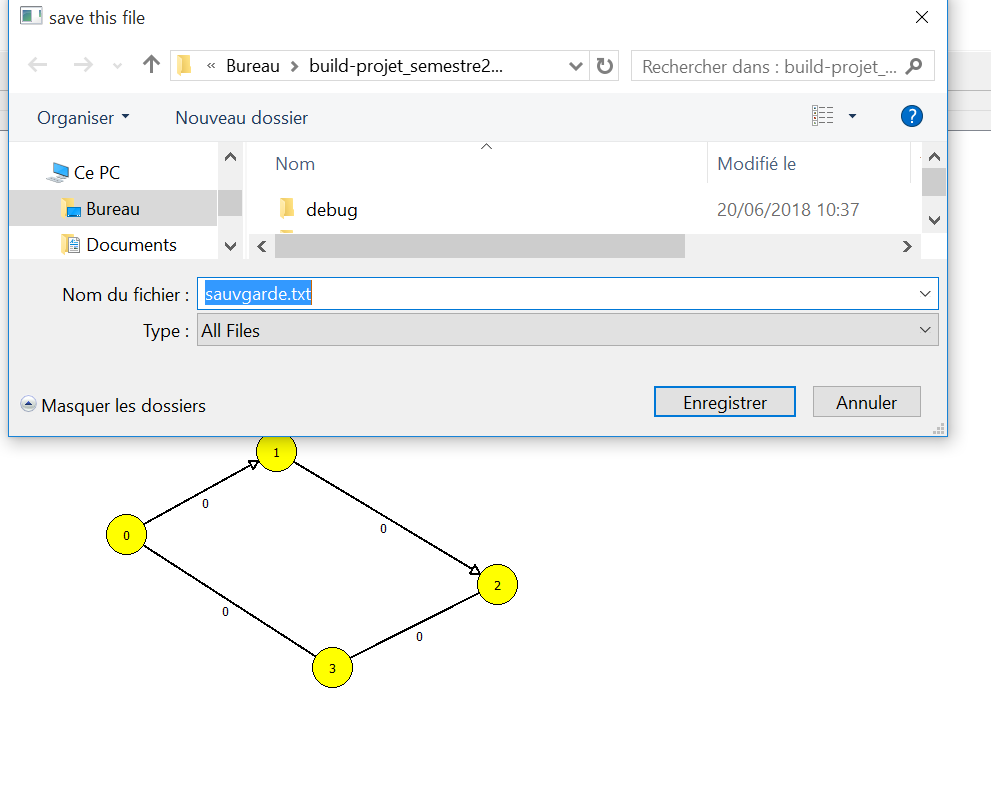 save this file
« Bureau > build-projet_semestre2...
Rechercher dans : build-projet_...
Organiser
Nouveau dossier
?
Ce PC
Bureau
Documents
Nom
Modifié le
debug
20/06/2018 10:37
Nom du fichier :
sauvgarde.txt
Type :
All Files
Masquer les dossiers
Enregistrer
Annuler
1
0
0
0
2
0
0
3